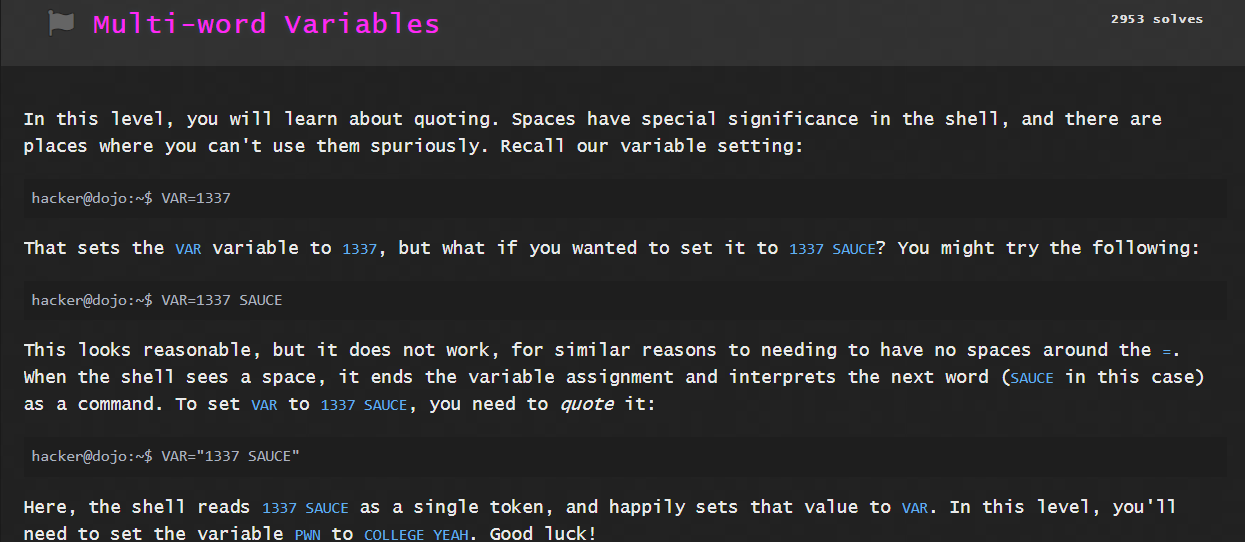 Multi-word Variables
2953 solves
In this level, you will learn about quoting. Spaces have special significance in the shell, and there are
places where you can't use them spuriously. Recall our variable setting:
hacker@dojo:~$ VAR=1337
That sets the VAR variable to 1337, but what if you wanted to set it to 1337 SAUCE? You might try the following:
hacker@dojo:~$ VAR=1337 SAUCE
This looks reasonable, but it does not work, for similar reasons to needing to have no spaces around the =.
When the shell sees a space, it ends the variable assignment and interprets the next word (SAUCE in this case)
as a command. To set VAR to 1337 SAUCE, you need to quote it:
hacker@dojo:~$ VAR="1337 SAUCE"
Here, the shell reads 1337 SAUCE as a single token, and happily sets that value to VAR. In this level, you'll
need to set the variable PWN to COLLEGE YEAH. Good luck!